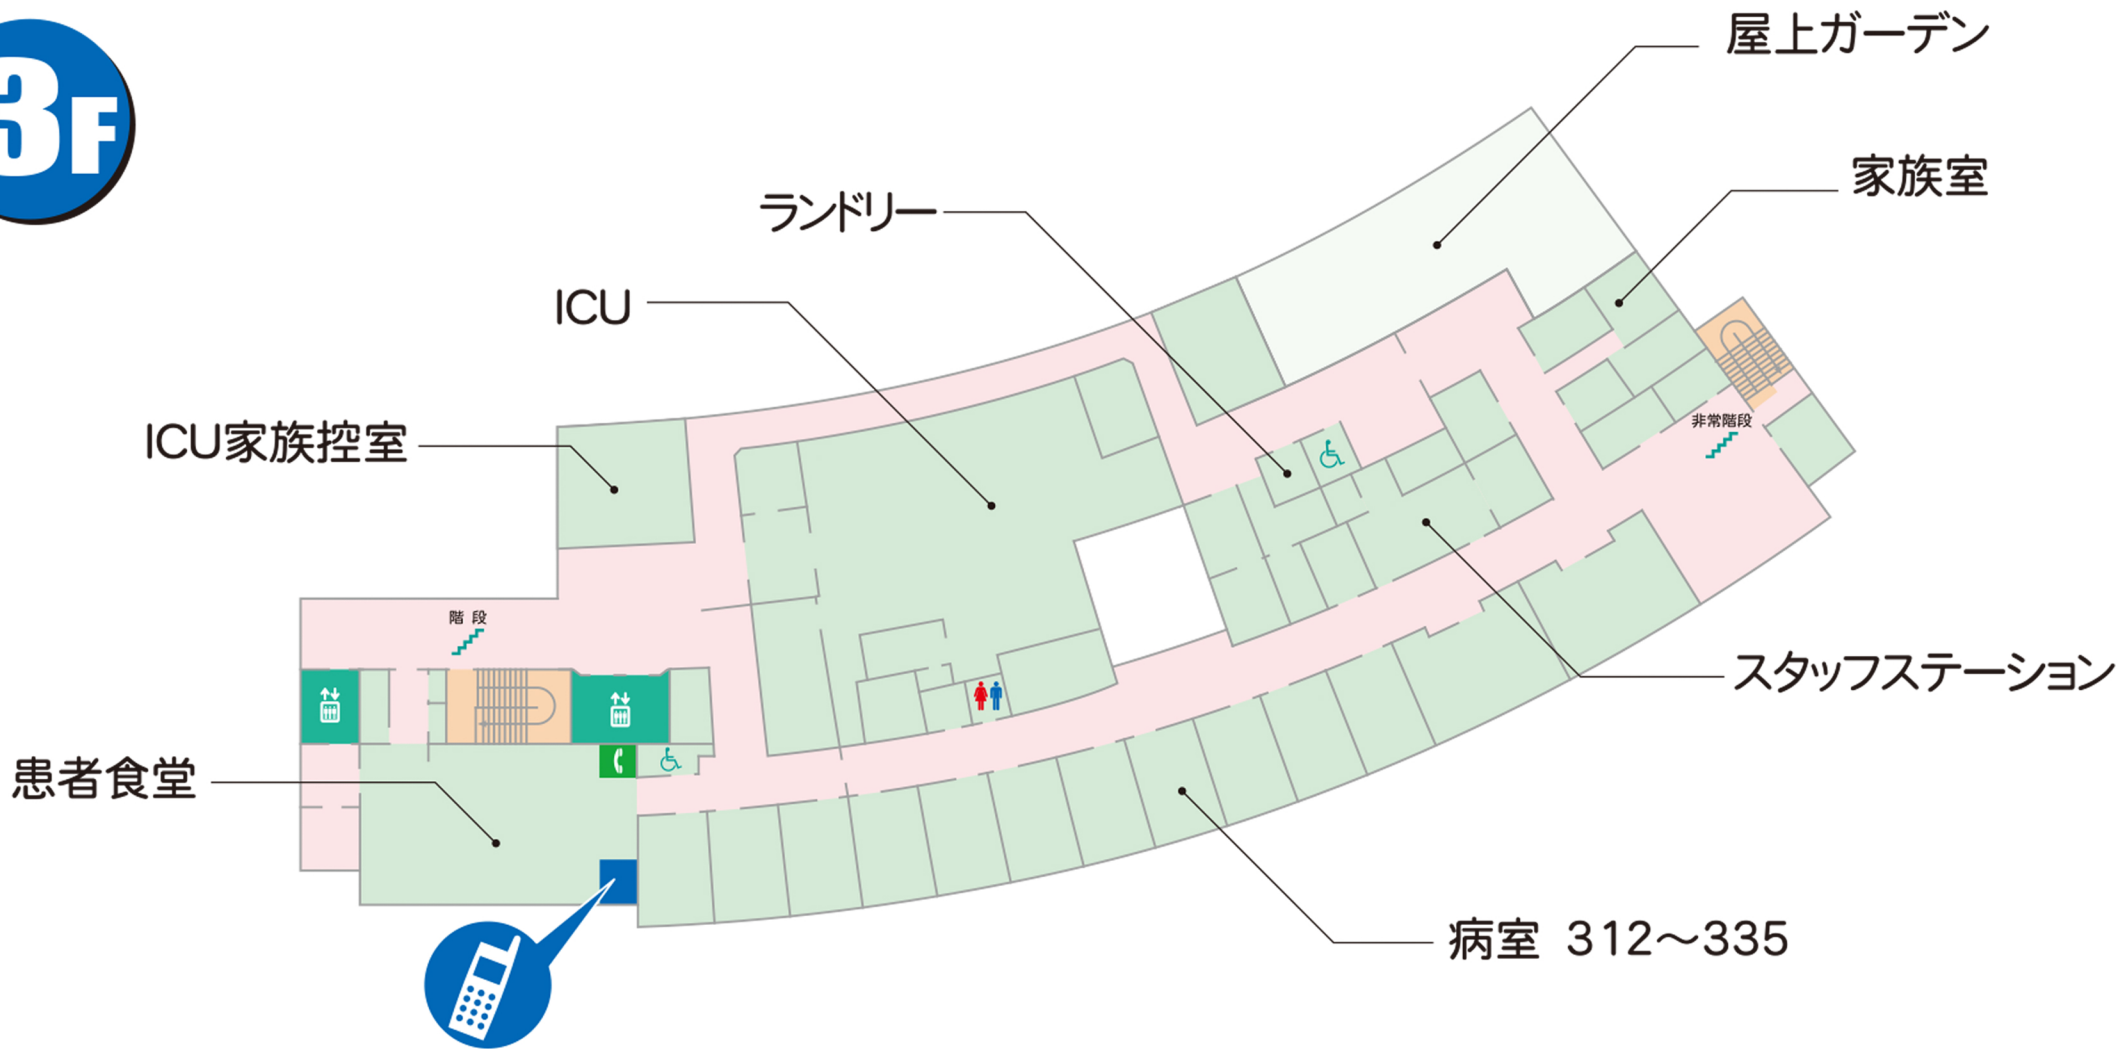 3F
屋上ガーデン
家族室
ランドリー
ICU
ICU家族控室
非常階段
階段
スタッフステーション
患者食堂
病室 312～335